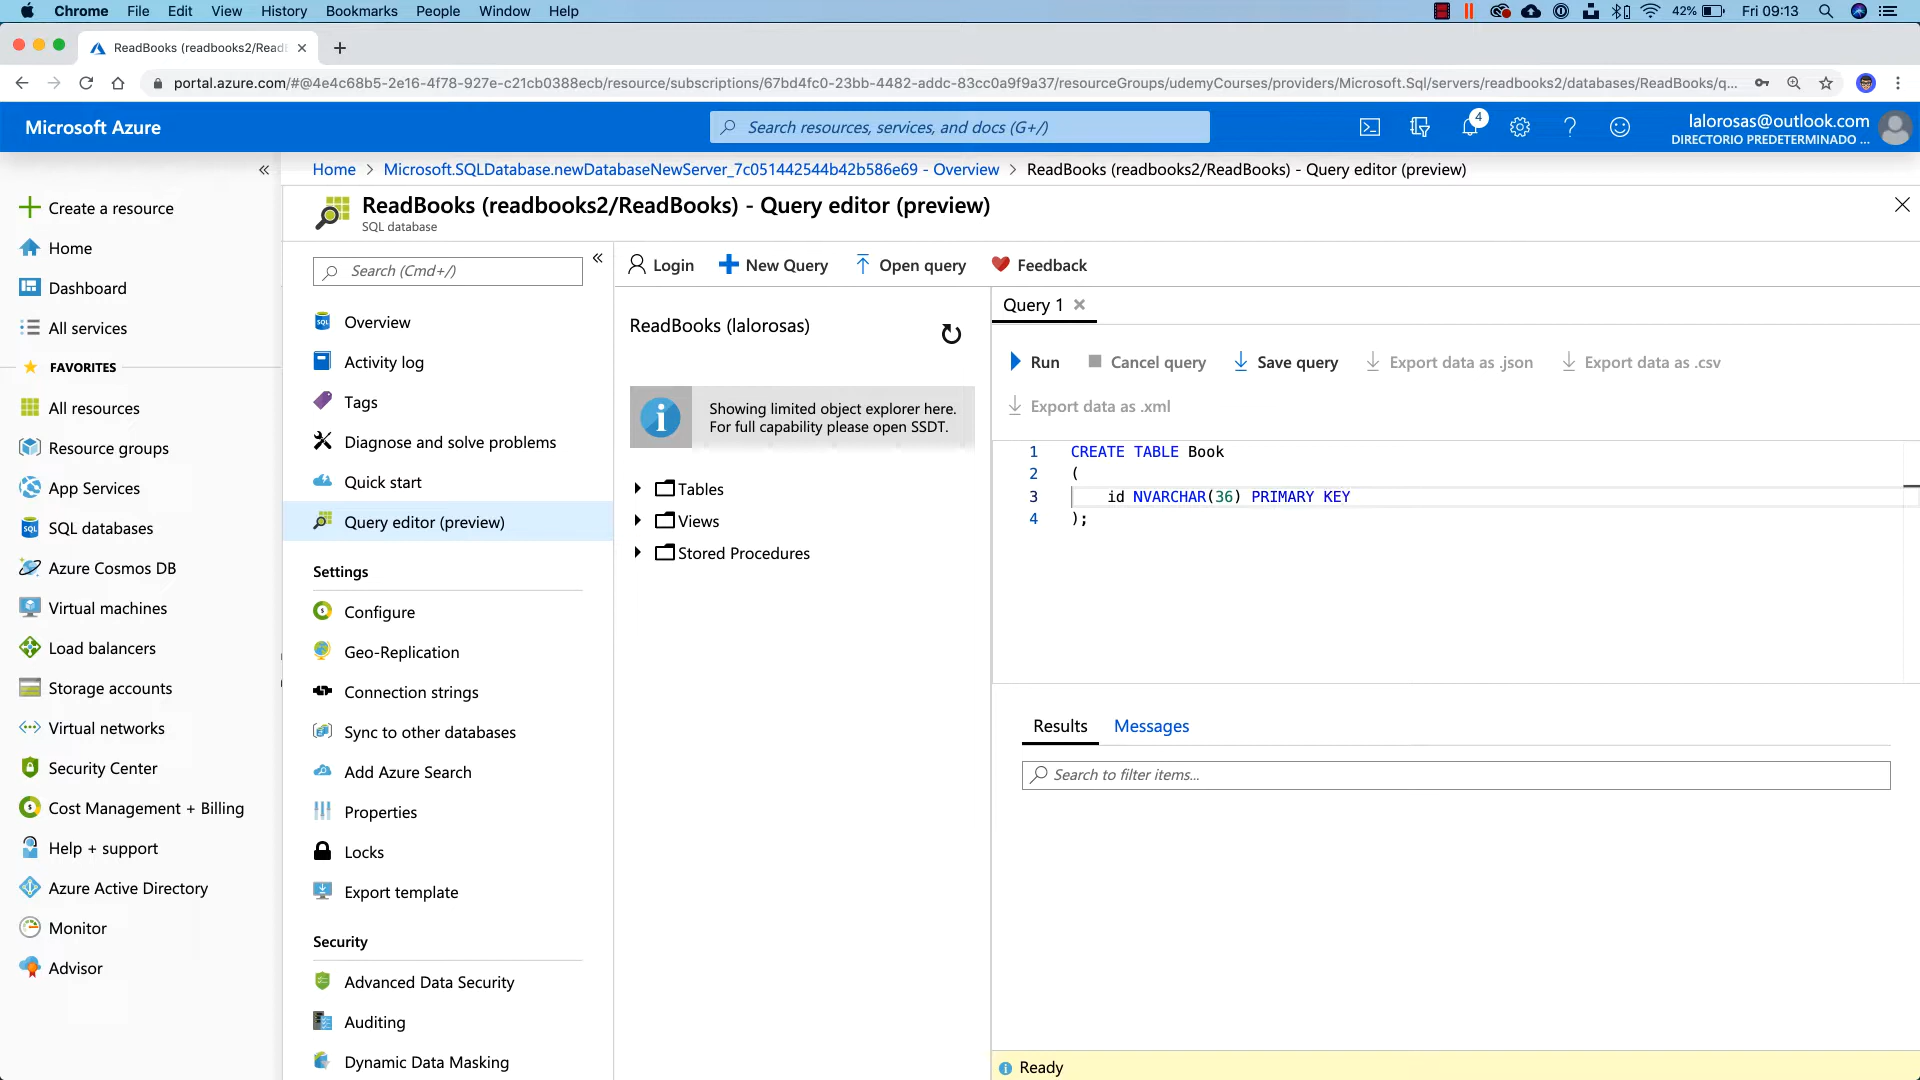 Chrome File Edit View History Bookmarks People Window Help 42% Fri 09:13
ReadBooks (readbooks2/Read
portal.azure.com/#@4e4c68b5-2e16-4f78-927e-c21cb0388ecb/resource/subscriptions/67bd4fc0-23bb-4482-addc-83cc0a9f9a37/resourceGroups/udemyCourses/providers/Microsoft.Sql/servers/readbooks2/databases/ReadBooks/q...
Microsoft Azure
Search resources, services, and docs (G+/)
4
lalorosas@outlook.com
DIRECTORIO PREDETERMINADO ...
Home > Microsoft.SQLDatabase.newDatabaseNewServer_7c051442544b42b586e69 - Overview > ReadBooks (readbooks2/ReadBooks) - Query editor (preview)
ReadBooks (readbooks2/ReadBooks) - Query editor (preview)
SQL database
Create a resource
Home
Dashboard
All services
FAVORITES
All resources
Resource groups
App Services
SQL databases
Azure Cosmos DB
Virtual machines
Load balancers
Storage accounts
Virtual networks
Security Center
Cost Management + Billing
Help + support
Azure Active Directory
Monitor
Advisor
Search (Cmd+/)
Overview
Activity log
Tags
Diagnose and solve problems
Quick start
Query editor (preview)
Settings
Configure
Geo-Replication
Connection strings
Sync to other databases
Add Azure Search
Properties
Locks
Export template
Security
Advanced Data Security
Auditing
Dynamic Data Masking
Login New Query Open query Feedback
ReadBooks (lalorosas)
Showing limited object explorer here.
For full capability please open SSDT.
Tables
Views
Stored Procedures
Query 1
Run Cancel query Save query Export data as .json Export data as .csv
Export data as .xml
1 CREATE TABLE Book
2 (
3 id NVARCHAR(36) PRIMARY KEY
4 );
Results Messages
Search to filter items...
Ready